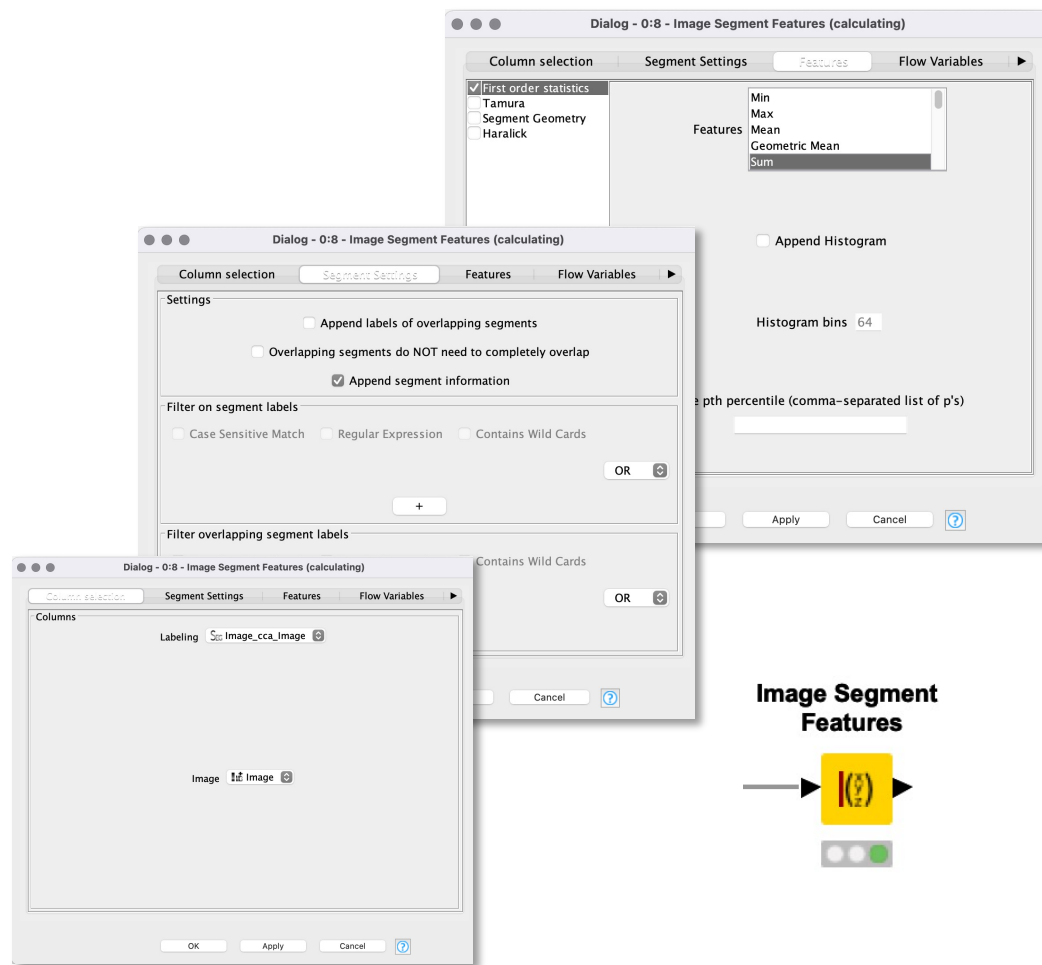 Dialog - 0:8 - Image Segment Features (calculating)
Column selection Segment Settings Features Flow Variables
First order statistics
Tamura
Segment Geometry
Haralick
Features
Min
Max
Mean
Geometric Mean
Sum
Append Histogram
Histogram bins 64
pth percentile (comma-separated list of p's)
Apply Cancel ?
Dialog - 0:8 - Image Segment Features (calculating)
Column selection Segment Settings Features Flow Variables
Settings
Append labels of overlapping segments
Overlapping segments do NOT need to completely overlap
Append segment information
Filter on segment labels
Case Sensitive Match Regular Expression Contains Wild Cards
OR
+
Filter overlapping segment labels
Contains Wild Cards
OR
Cancel ?
Dialog - 0:8 - Image Segment Features (calculating)
Column selection Segment Settings Features Flow Variables
Columns
Labeling Image_cca_Image
Image Image
OK Apply Cancel ?
Image Segment
Features
x
y
z